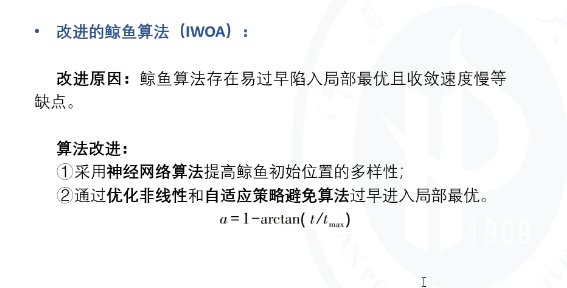 • 改进的鲸鱼算法（IWOA）:
改进原因：鲸鱼算法存在易过早陷入局部最优且收敛速度慢等
缺点。
算法改进：
①采用神经网络算法提高鲸鱼初始位置的多样性；
②通过优化非线性和自适应策略避免算法过早进入局部最优。
a = 1−arctan( t/tmax)
1909